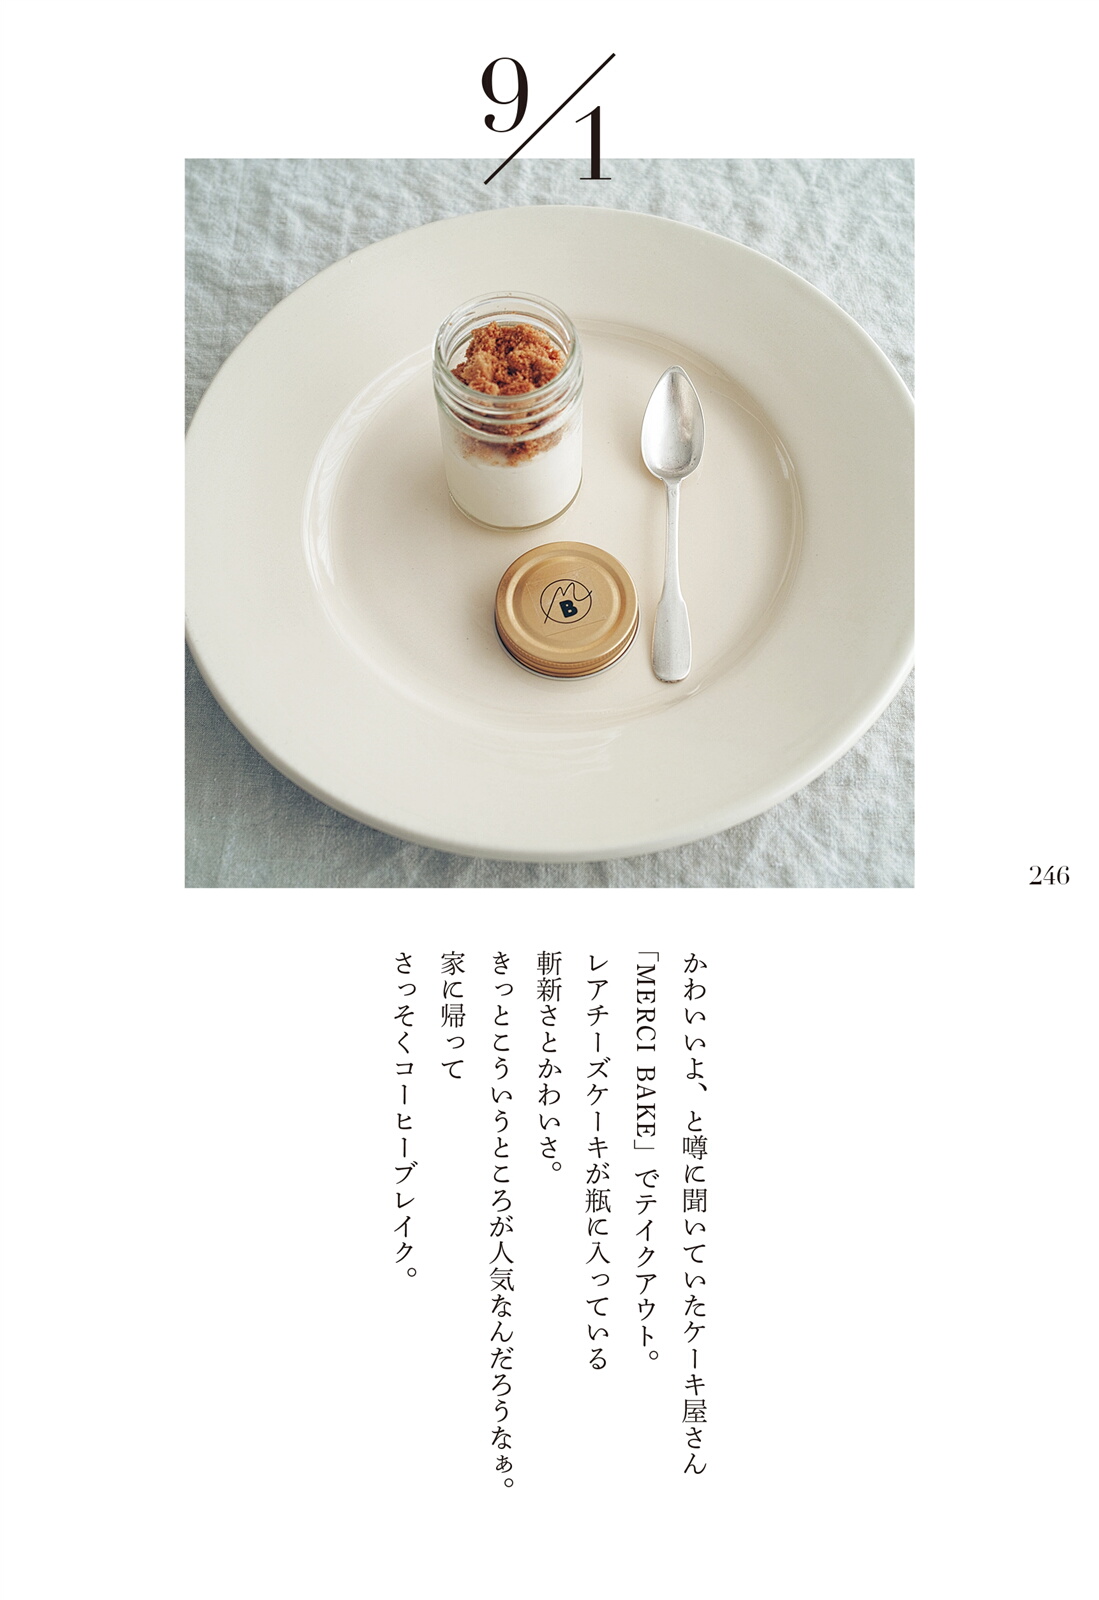 9/1
M
B
246
かわいいよ、と噂に聞いていたケーキ屋さん
「MERCI BAKE」でテイクアウト。
レアチーズケーキが瓶に入っている
斬新さとかわいさ。
きっとこういうところが人気なんだろうなぁ。
家に帰って
さっそくコーヒーブレイク。